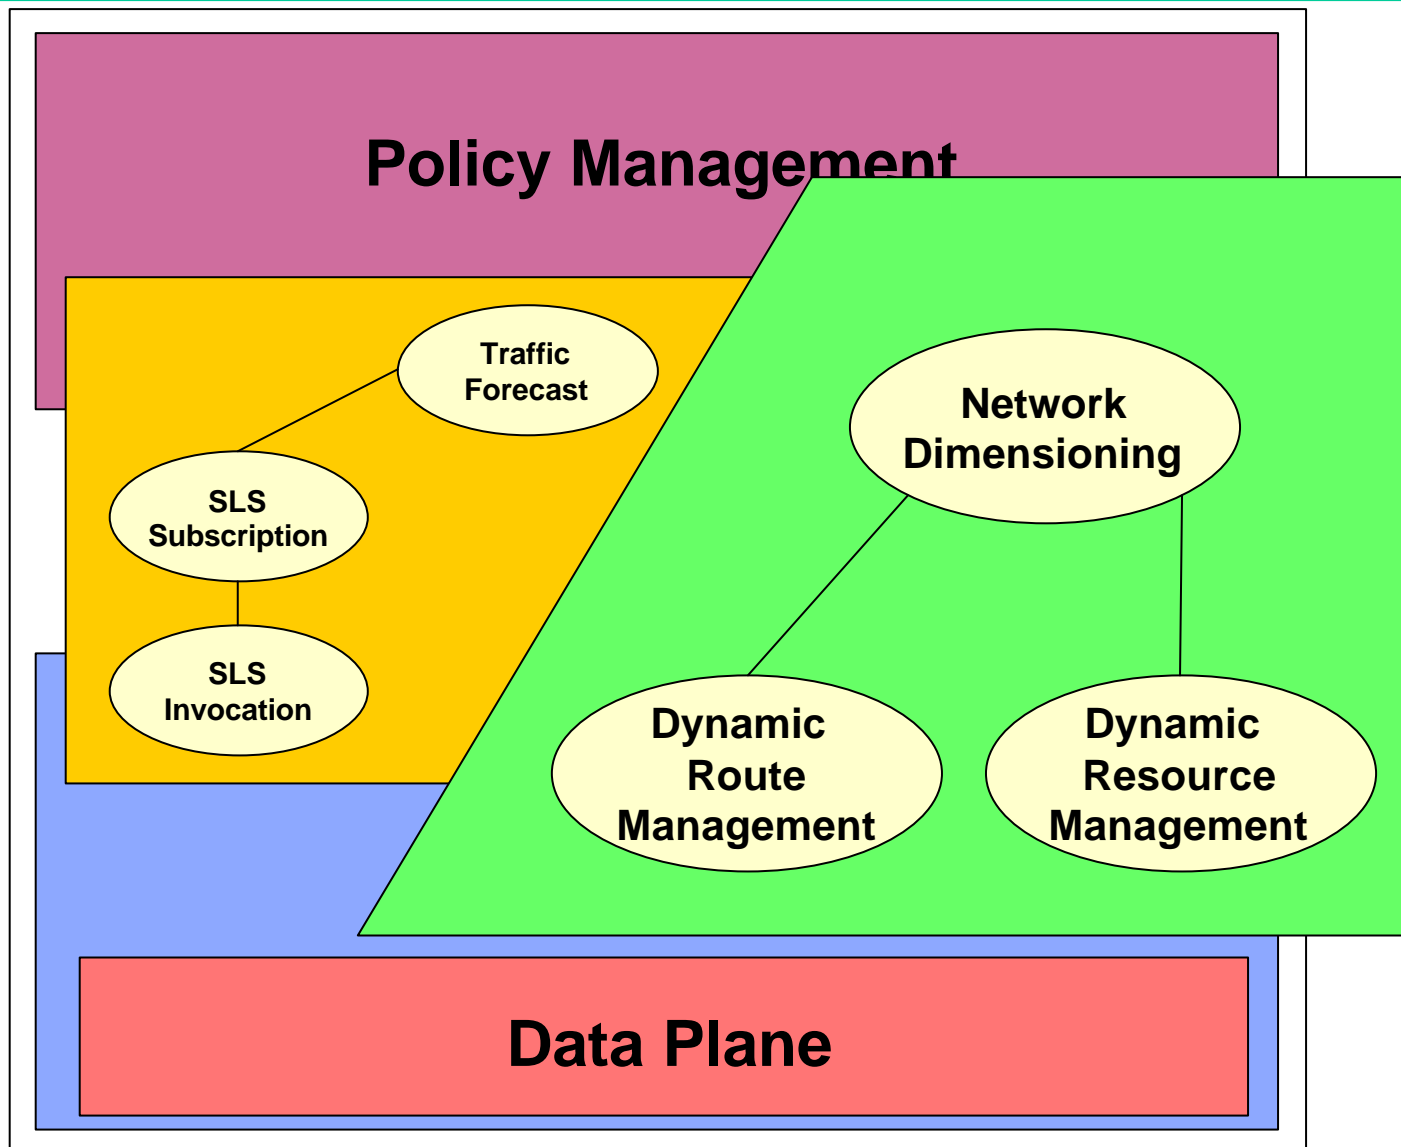 Policy Management
Traffic
Forecast
Network
Dimensioning
SLS
Subscription
SLS
Invocation
Dynamic
Route
Management
Dynamic
Resource
Management
Data Plane